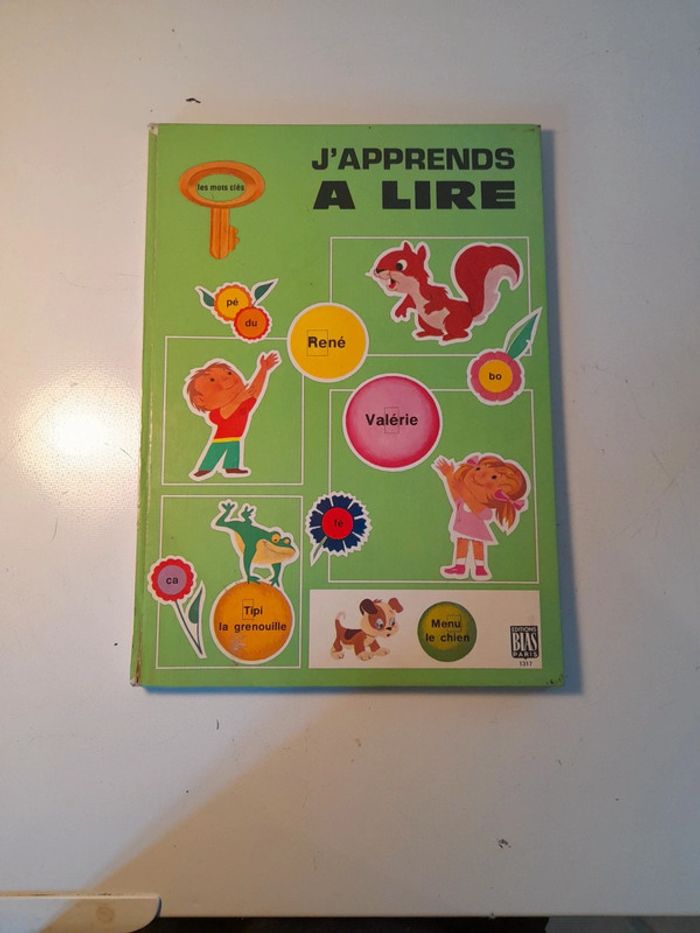 J'APPRENDS
A LIRE
les mots clés
pé
du
René
bo
Valérie
lé
ca
Tipi
la grenouille
Menu
le chien
EDITIONS
BIAS
PARIS
1317